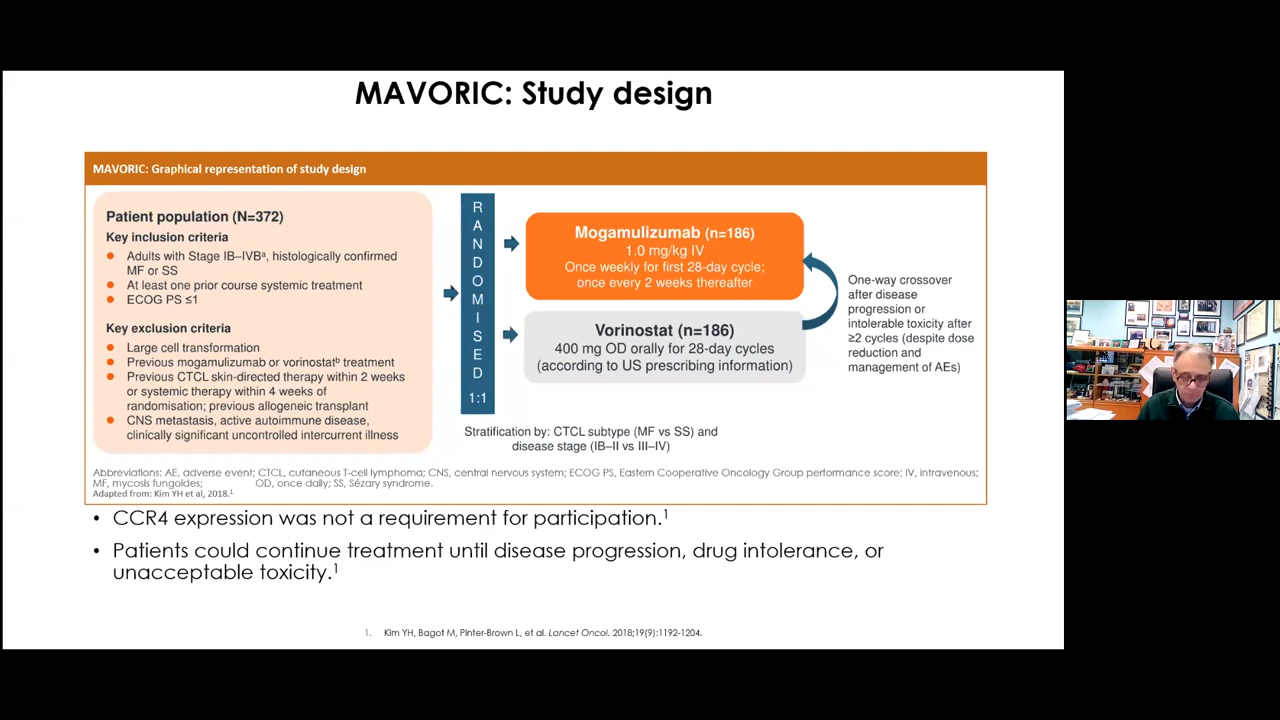 MAVORIC: Study design
MAVORIC: Graphical representation of study design
Patient population (N=372)
Key inclusion criteria
Adults with Stage IB–IVBᵃ, histologically confirmed
MF or SS
At least one prior course systemic treatment
ECOG PS ≤1
Key exclusion criteria
Large cell transformation
Previous mogamulizumab or vorinostatᵇ treatment
Previous CTCL skin-directed therapy within 2 weeks
or systemic therapy within 4 weeks of
randomisation; previous allogeneic transplant
CNS metastasis, active autoimmune disease,
clinically significant uncontrolled intercurrent illness
R
A
N
D
O
M
I
S
E
D
1:1
Mogamulizumab (n=186)
1.0 mg/kg IV
Once weekly for first 28-day cycle;
once every 2 weeks thereafter
Vorinostat (n=186)
400 mg OD orally for 28-day cycles
(according to US prescribing information)
One-way crossover
after disease
progression or
intolerable toxicity after
≥2 cycles (despite dose
reduction and
management of AEs)
Stratification by: CTCL subtype (MF vs SS) and
disease stage (IB–II vs III–IV)
Abbreviations: AE, adverse event; CTCL, cutaneous T-cell lymphoma; CNS, central nervous system; ECOG PS, Eastern Cooperative Oncology Group performance score; IV, intravenous;
MF, mycosis fungoides; OD, once daily; SS, Sézary syndrome.
Adapted from: Kim YH et al, 2018.¹
• CCR4 expression was not a requirement for participation.¹
• Patients could continue treatment until disease progression, drug intolerance, or
unacceptable toxicity.¹
1. Kim YH, Bagot M, Pinter-Brown L, et al. Lancet Oncol. 2018;19(9):1192-1204.